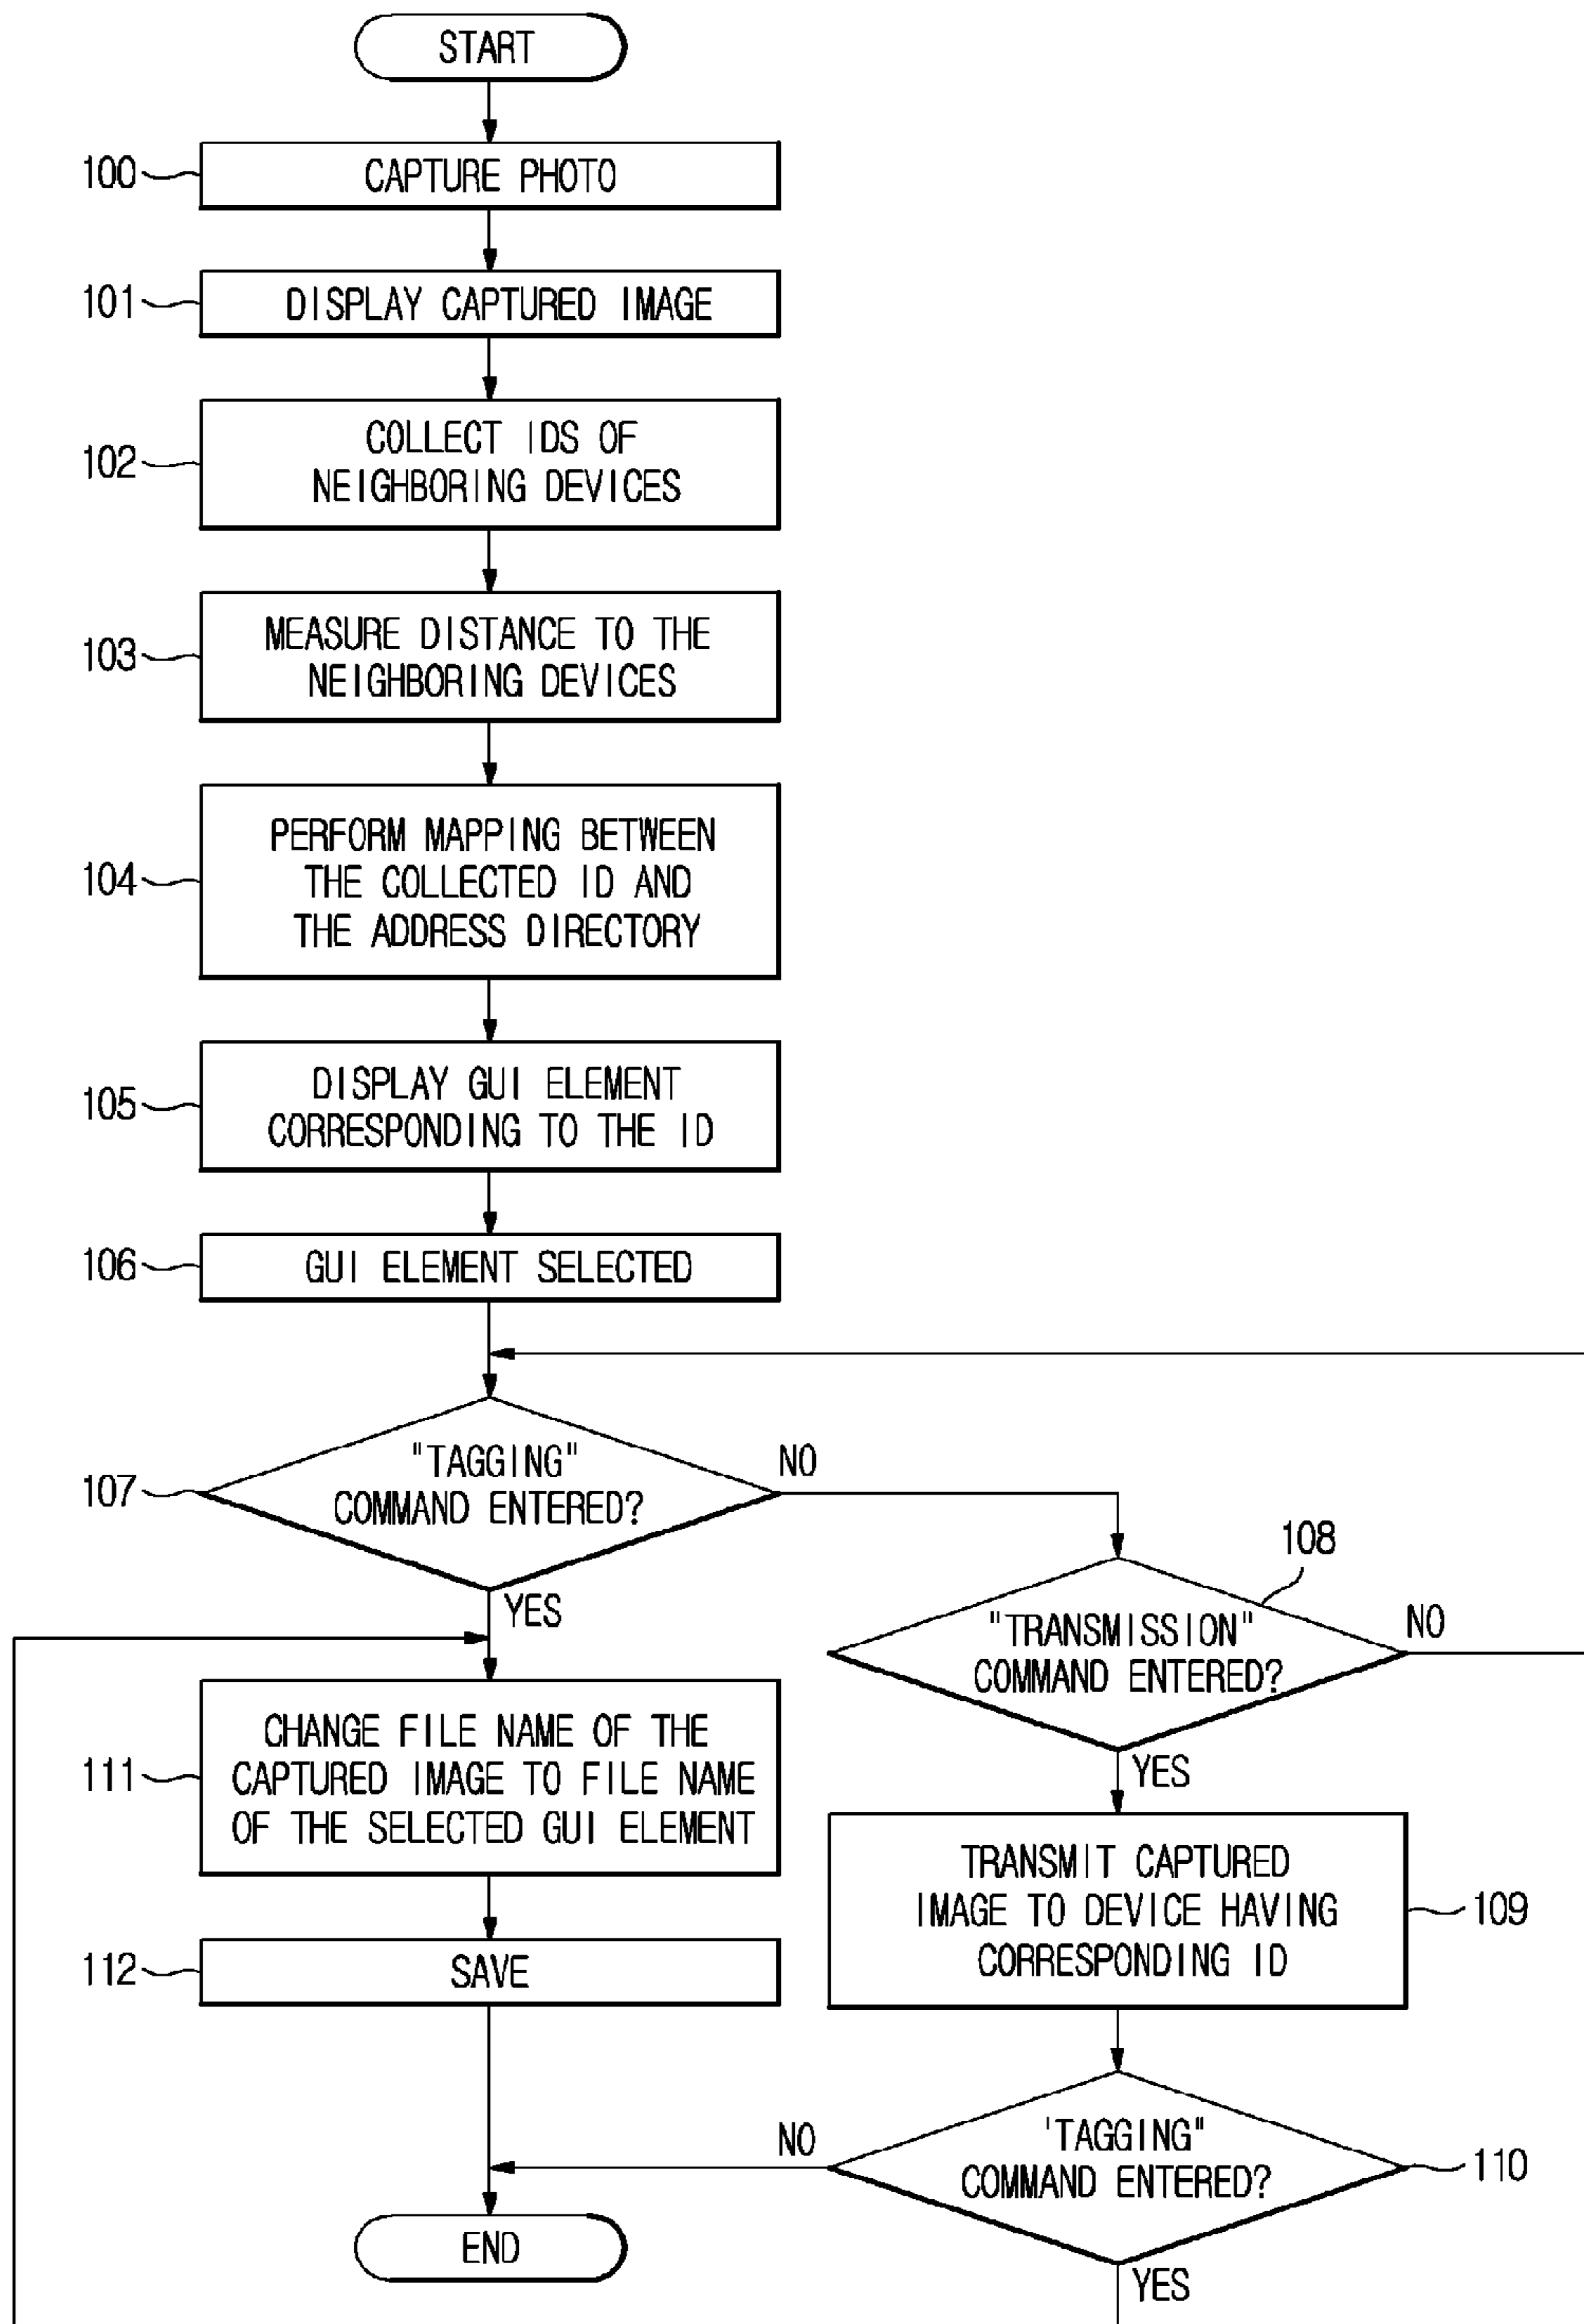 START
100
CAPTURE PHOTO
101
DISPLAY CAPTURED IMAGE
102
COLLECT IDS OF
NEIGHBORING DEVICES
103
MEASURE DISTANCE TO THE
NEIGHBORING DEVICES
104
PERFORM MAPPING BETWEEN
THE COLLECTED ID AND
THE ADDRESS DIRECTORY
105
DISPLAY GUI ELEMENT
CORRESPONDING TO THE ID
106
GUI ELEMENT SELECTED
107
"TAGGING"
COMMAND ENTERED?
NO
YES
108
"TRANSMISSION"
COMMAND ENTERED?
NO
YES
111
CHANGE FILE NAME OF THE
CAPTURED IMAGE TO FILE NAME
OF THE SELECTED GUI ELEMENT
TRANSMIT CAPTURED
IMAGE TO DEVICE HAVING
CORRESPONDING ID
109
112
SAVE
'TAGGING"
COMMAND ENTERED?
110
NO
YES
END